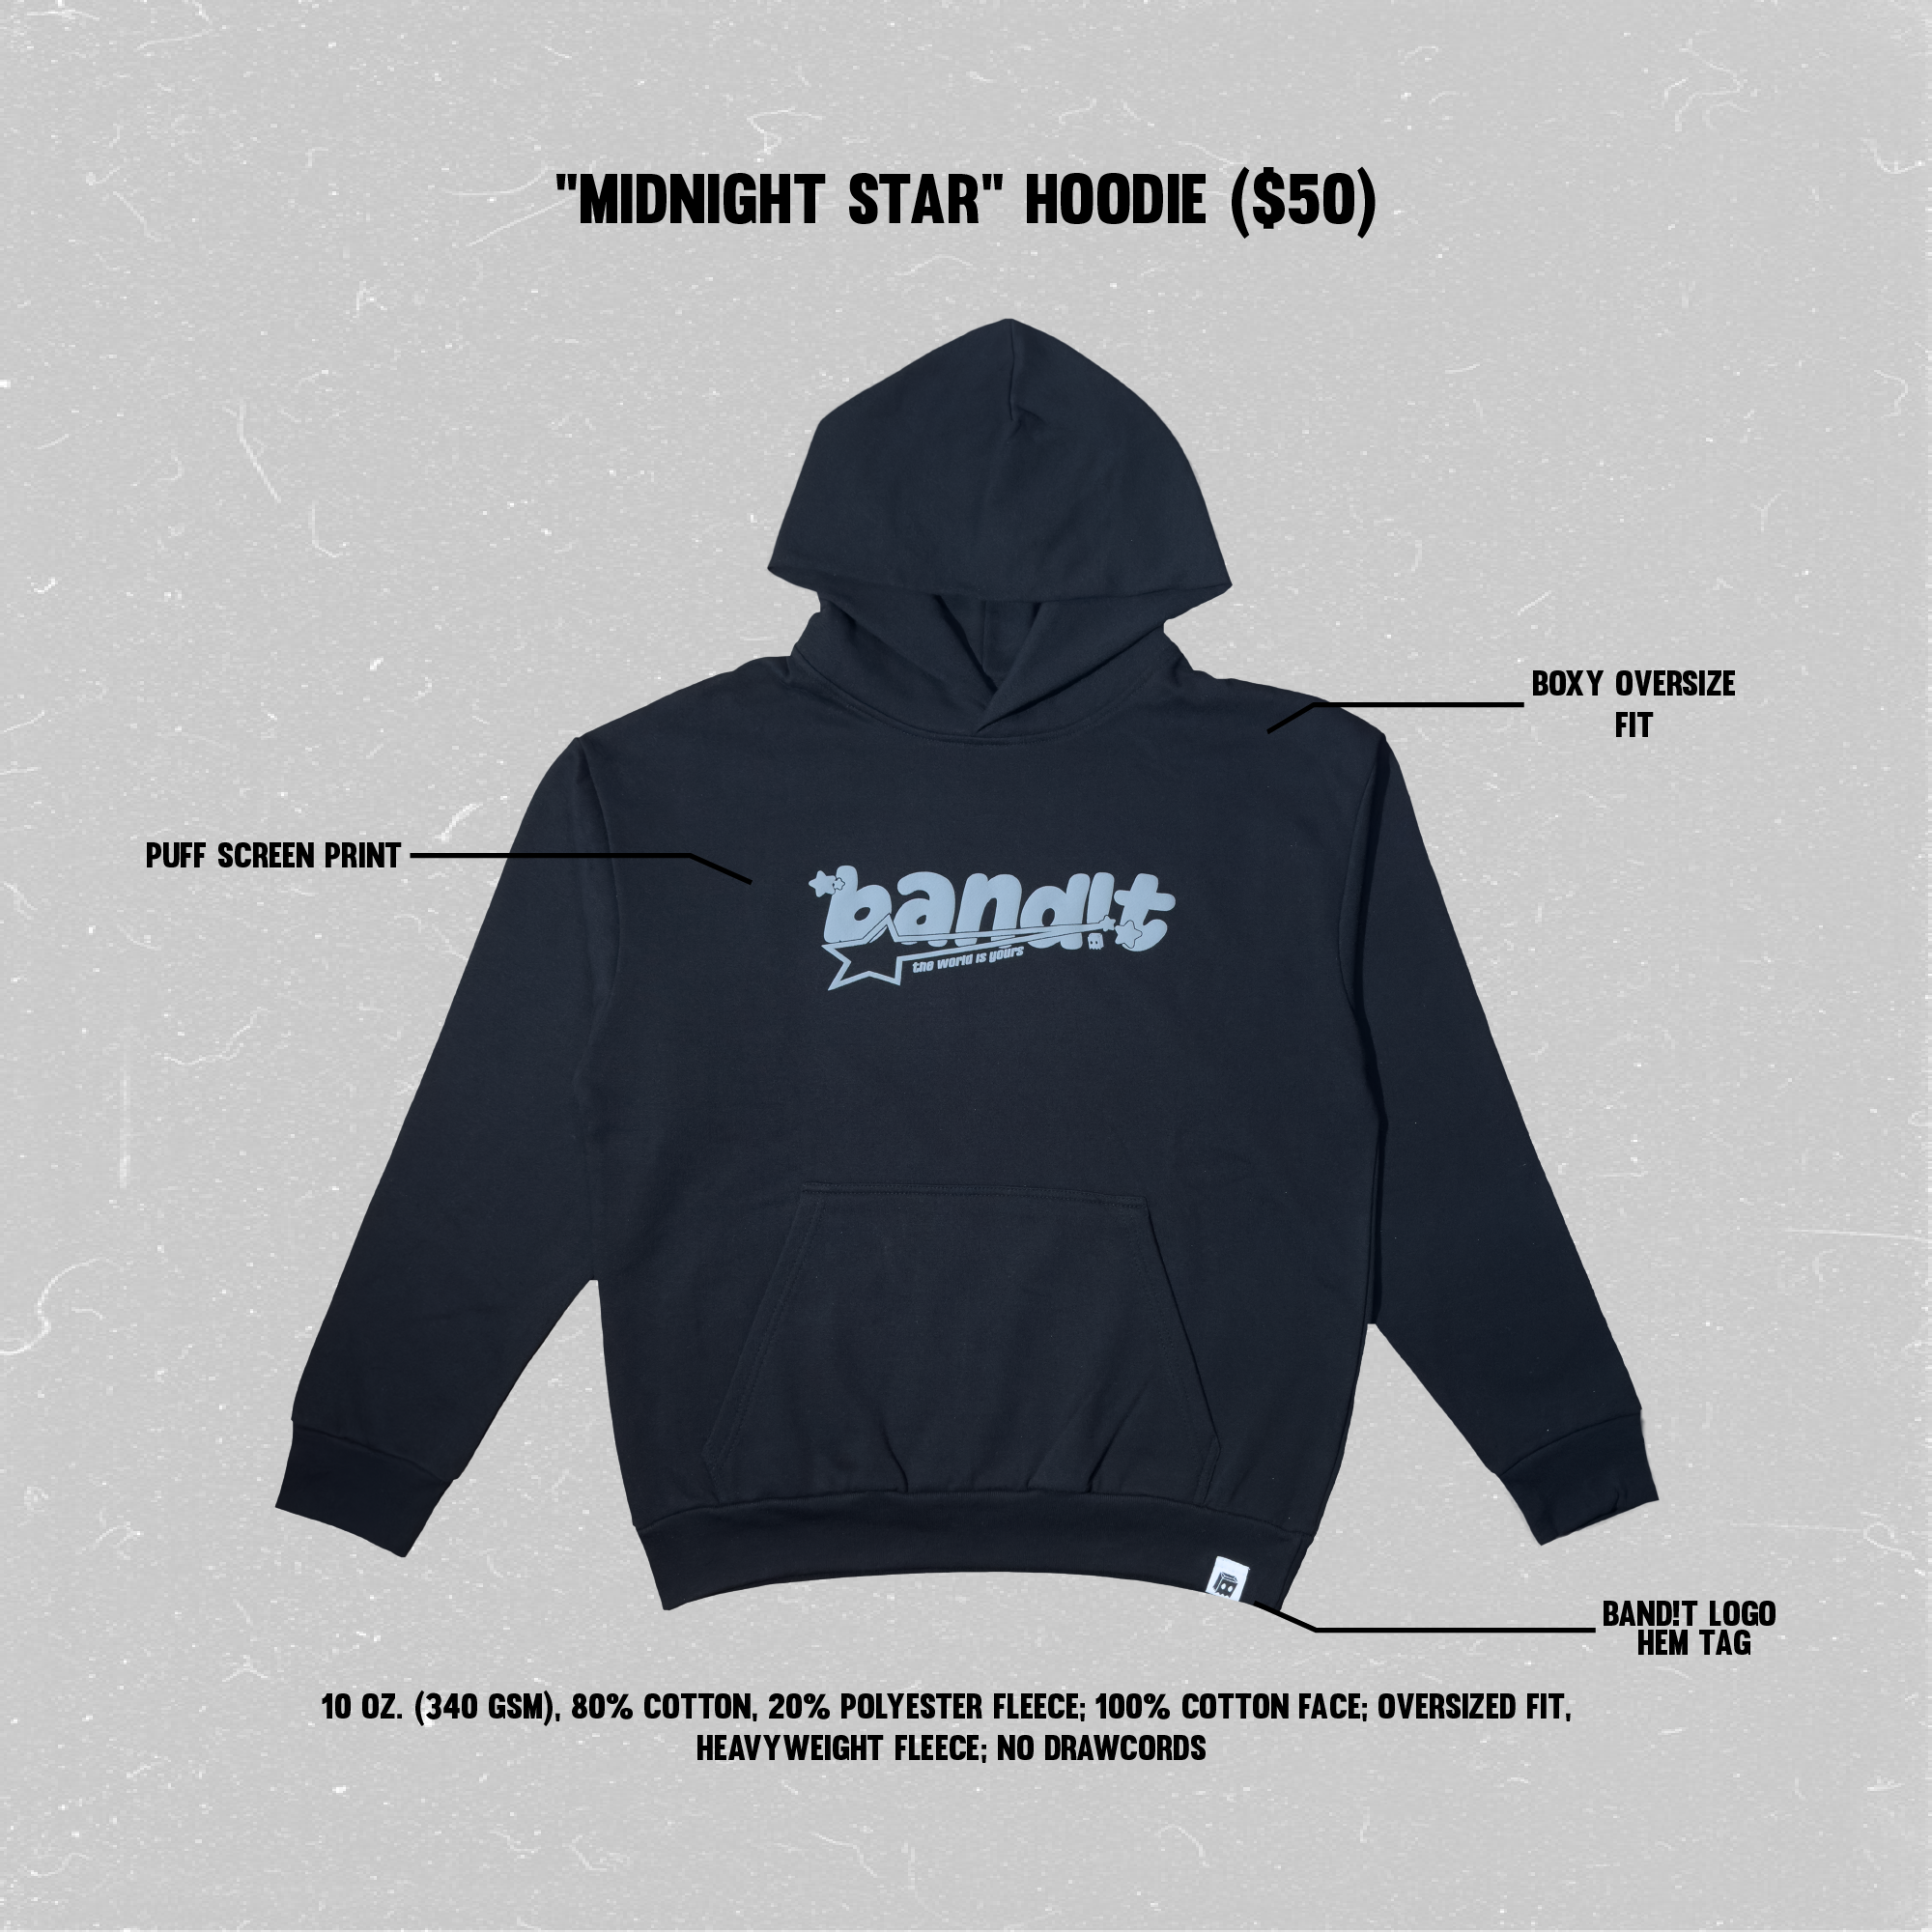 "MIDNIGHT STAR" HOODIE ($50)
BOXY OVERSIZE
FIT
PUFF SCREEN PRINT
band!t
the world is yours
BAND!T LOGO
HEM TAG
10 OZ. (340 GSM), 80% COTTON, 20% POLYESTER FLEECE; 100% COTTON FACE; OVERSIZED FIT,
HEAVYWEIGHT FLEECE; NO DRAWCORDS